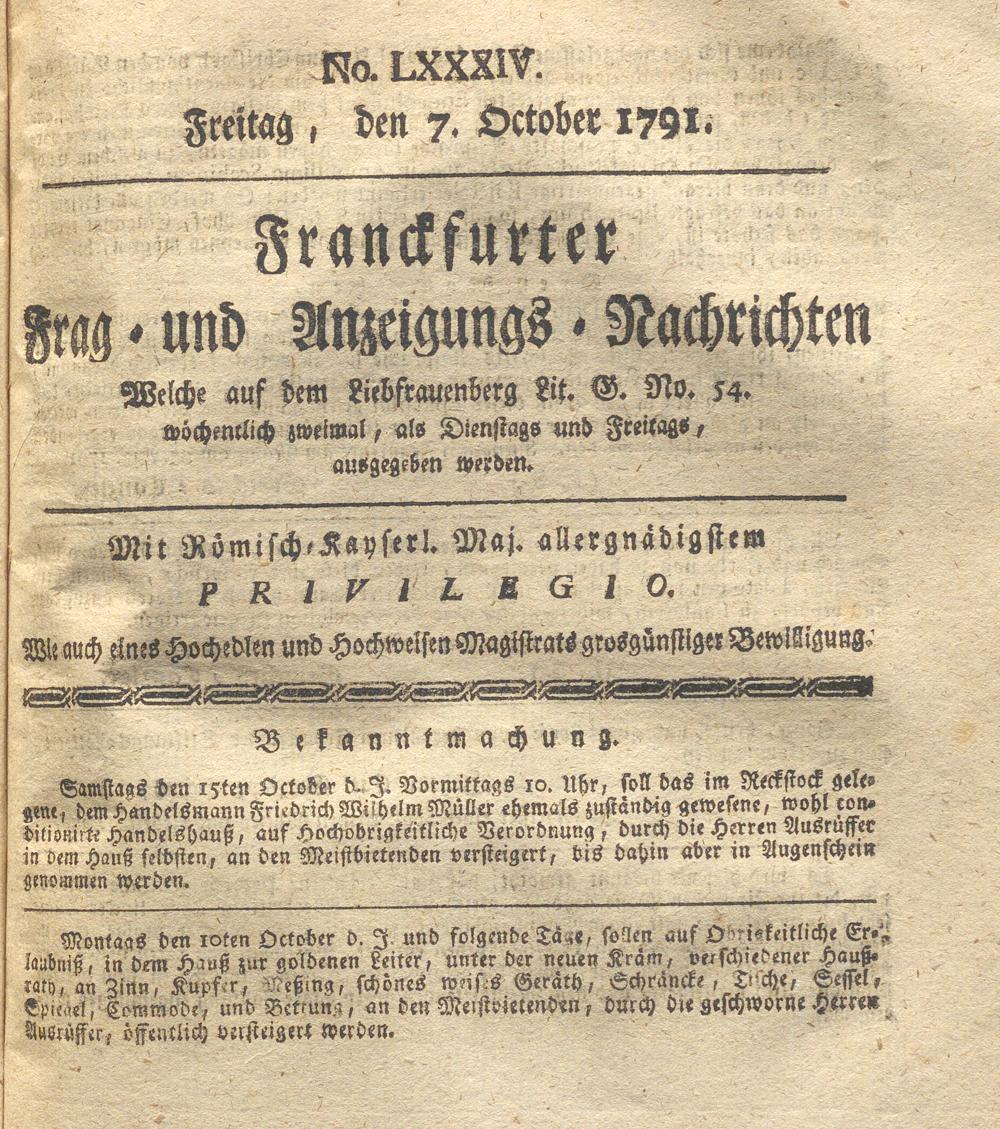 No. LXXXIV.
Freitag, den 7. October 1791.
Franckfurter
Frag- und Anzeigungs-Nachrichten
Welche auf dem Liebfrauenberg Lit. G. No. 54.
wöchentlich zweimal, als Dienstags und Freitags,
ausgegeben werden.
Mit Römisch-Kayserl. Maj. allergnädigstem
PRIVILEGIO.
Wie auch eines Hochedlen und Hochweisen Magistrats grosgünstiger Bewilligung.
Bekanntmachung.
Samstags den 15ten October d. J. Vormittags 10. Uhr, soll das im Reckstock gele-
gene, dem Handelsmann Friedrich Wilhelm Müller ehemals zuständig gewesene, wohl con-
ditionirte Handelshauß, auf Hochobrigkeitliche Verordnung, durch die Herren Ausrüffer
in dem Hauß selbsten, an den Meistbietenden versteigert, bis dahin aber in Augenschein
genommen werden.
Montags den 10ten October d. J. und folgende Täge, sollen auf Obrigkeitliche Er-
laubniß, in dem Hauß zur goldenen Leiter, unter der neuen Kräm, verschiedener Hauß-
rath, an Zinn, Kupfer, Meßing, schönes weises Geräth, Schräncke, Tische, Sessel,
Spiegel, Commode, und Bettung, an den Meistbietenden, durch die geschworne Herren
Ausrüffer, öffentlich versteigert werden.